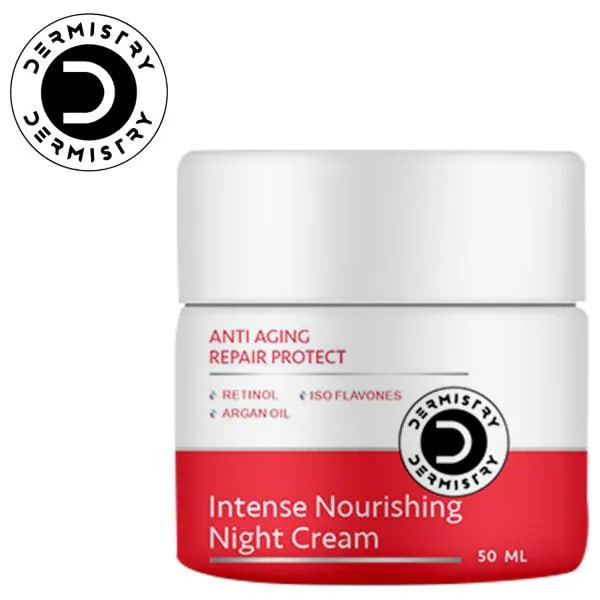 DERMISTRY
DERMISTRY
ANTI AGING
REPAIR PROTECT
RETINOL ISO FLAVONES
ARGAN OIL
DERMISTRY
DERMISTRY
Intense Nourishing
Night Cream
50 ML